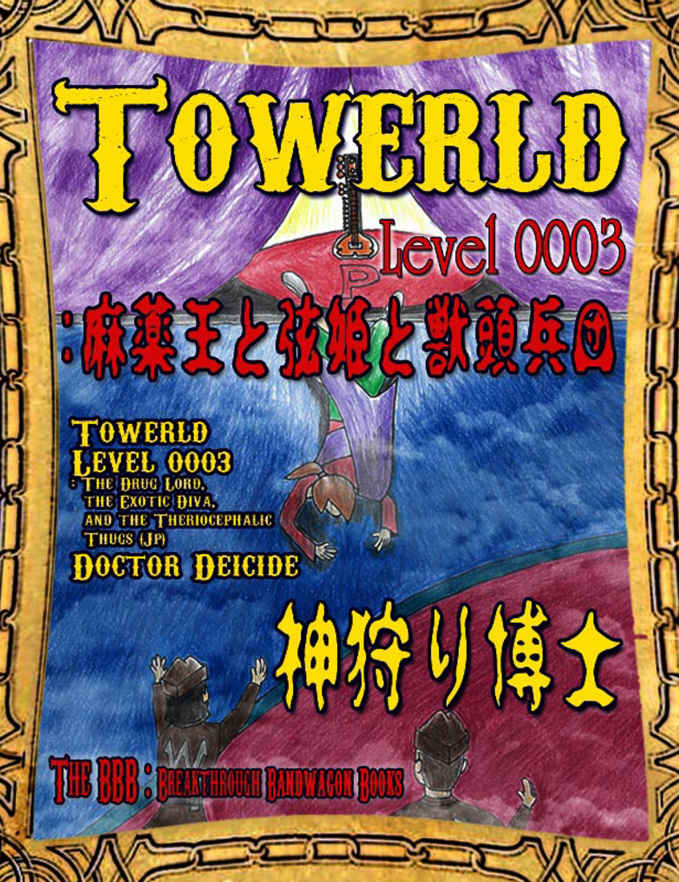 TOWERLD
Level 0003
P
:麻薬王と弦姫と獣頭兵団
TOWERLD
LEVEL 0003
: THE DRUG LORD,
THE EXOTIC DIVA,
AND THE THERIOCEPHALIC
THUGS (JP)
DOCTOR DEICIDE
神狩り博士
THE BBB : BREAKTHROUGH BANDWAGON BOOKS